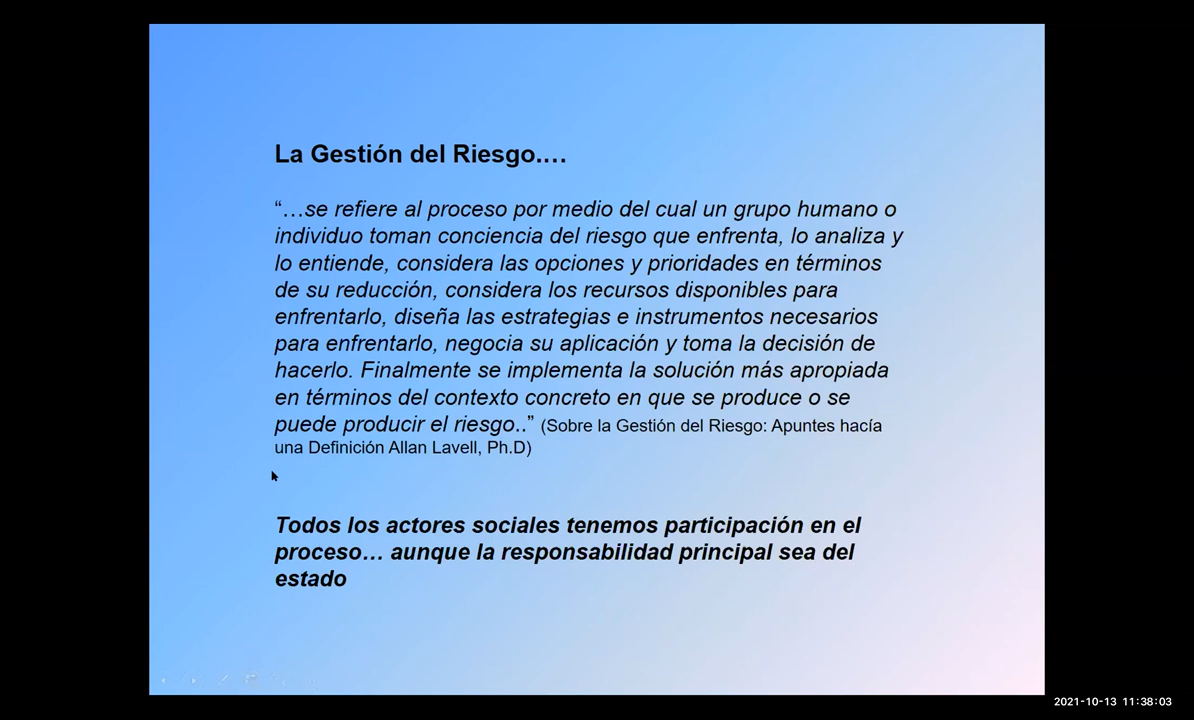 La Gestión del Riesgo.…
“…se refiere al proceso por medio del cual un grupo humano o
individuo toman conciencia del riesgo que enfrenta, lo analiza y
lo entiende, considera las opciones y prioridades en términos
de su reducción, considera los recursos disponibles para
enfrentarlo, diseña las estrategias e instrumentos necesarios
para enfrentarlo, negocia su aplicación y toma la decisión de
hacerlo. Finalmente se implementa la solución más apropiada
en términos del contexto concreto en que se produce o se
puede producir el riesgo..” (Sobre la Gestión del Riesgo: Apuntes hacía
una Definición Allan Lavell, Ph.D)
Todos los actores sociales tenemos participación en el
proceso… aunque la responsabilidad principal sea del
estado
2021-10-13 11:38:03